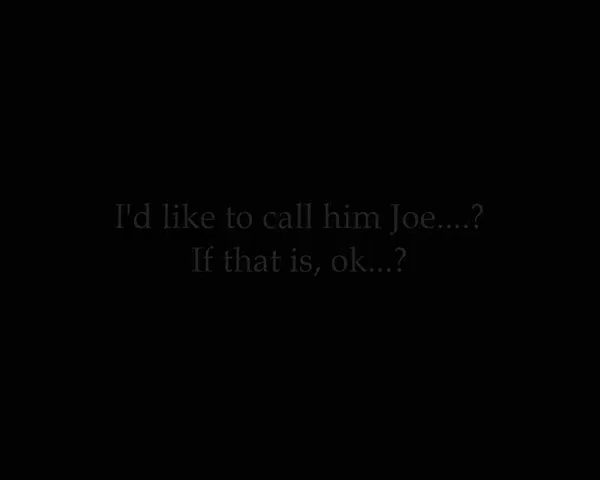 I'd like to call him Joe....?
If that is, ok...?